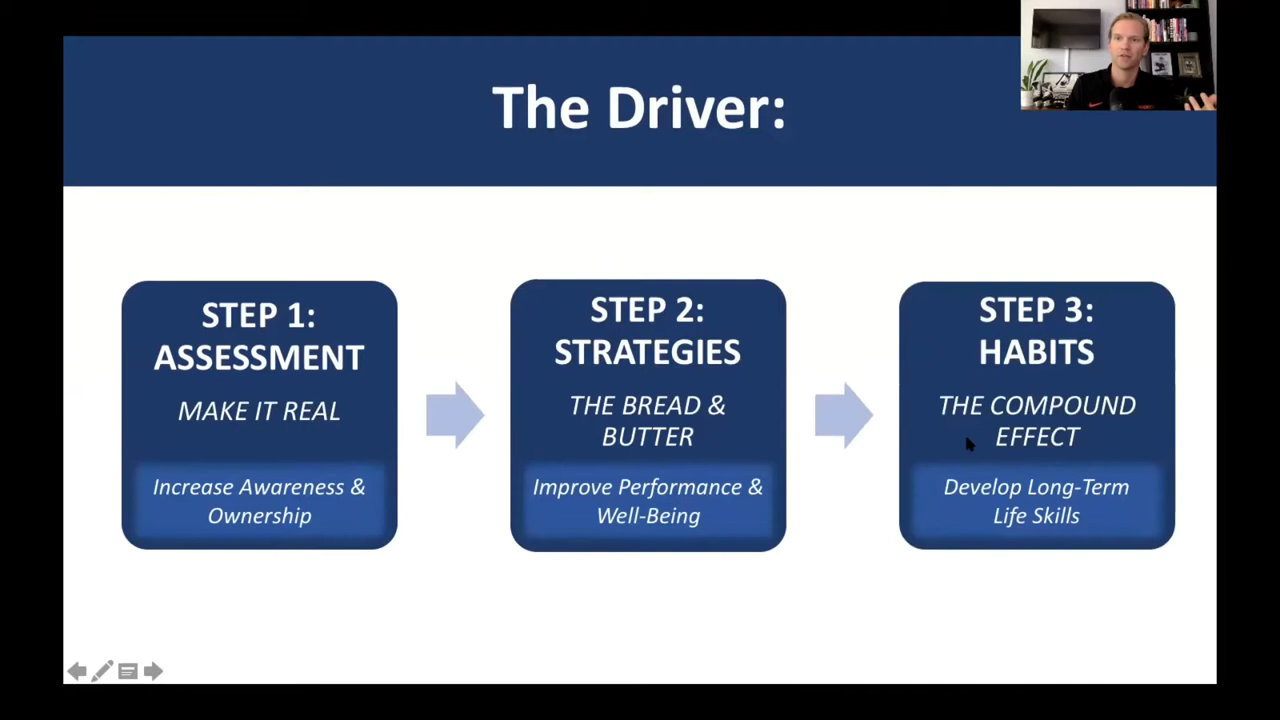 The Driver:
STEP 1:
ASSESSMENT
MAKE IT REAL
Increase Awareness &
Ownership
STEP 2:
STRATEGIES
THE BREAD &
BUTTER
Improve Performance &
Well-Being
STEP 3:
HABITS
THE COMPOUND
EFFECT
Develop Long-Term
Life Skills